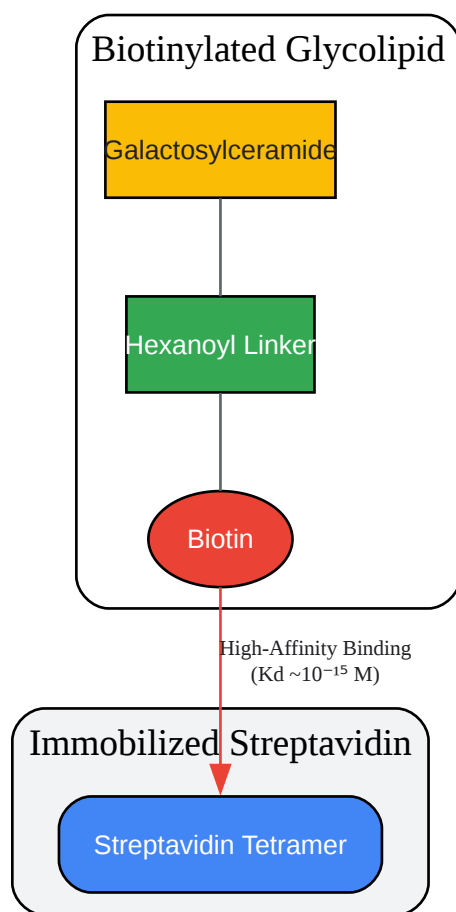 Biotinylated Glycolipid
Galactosylceramide
Hexanoyl Linker
Biotin
High-Affinity Binding
(Kd ~10⁻¹⁵ M)
Immobilized Streptavidin
Streptavidin Tetramer